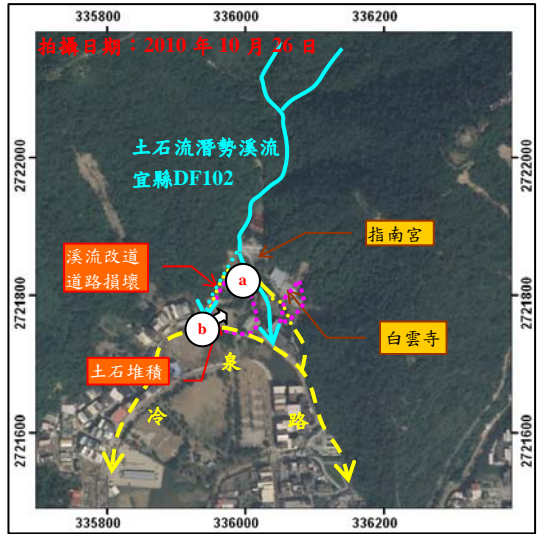 335800 336000 336200
拍攝日期：2010 年 10 月 26 日
2722000 2722000
土石流潛勢溪流
宜縣DF102
指南宮
溪流改道
道路損壞
a
2721800 2721800
b
白雲寺
土石堆積
泉
冷
路
2721600 2721600
335800 336000 336200